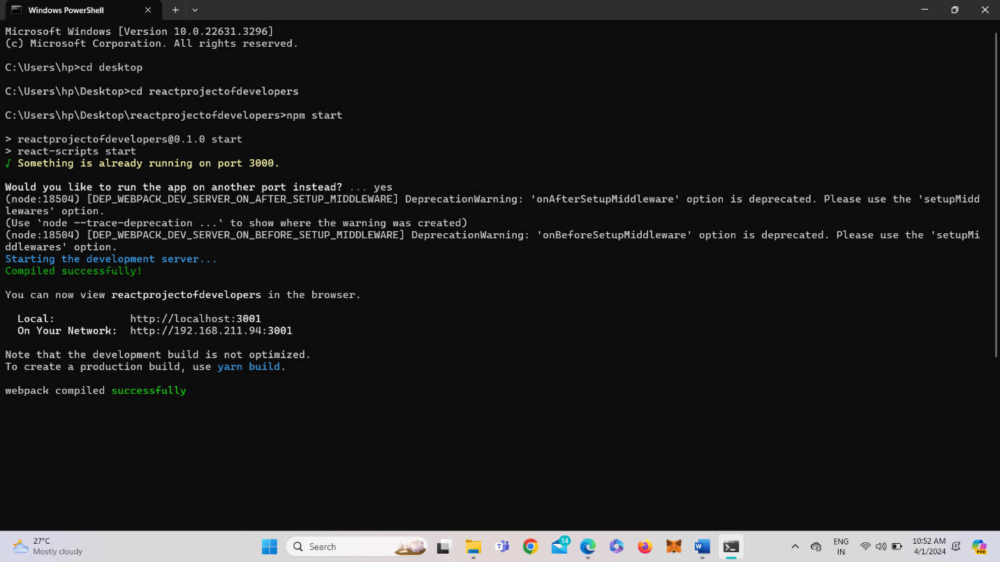 Windows PowerShell
Microsoft Windows [Version 10.0.22631.3296]
(c) Microsoft Corporation. All rights reserved.
C:\Users\hp>cd desktop
C:\Users\hp\Desktop>cd reactprojectofdevelopers
C:\Users\hp\Desktop\reactprojectofdevelopers>npm start
> reactprojectofdevelopers@0.1.0 start
> react-scripts start
√ Something is already running on port 3000.
Would you like to run the app on another port instead? ... yes
(node:18504) [DEP_WEBPACK_DEV_SERVER_ON_AFTER_SETUP_MIDDLEWARE] DeprecationWarning: 'onAfterSetupMiddleware' option is deprecated. Please use the 'setupMidd
lewares' option.
(Use `node --trace-deprecation ...` to show where the warning was created)
(node:18504) [DEP_WEBPACK_DEV_SERVER_ON_BEFORE_SETUP_MIDDLEWARE] DeprecationWarning: 'onBeforeSetupMiddleware' option is deprecated. Please use the 'setupMi
ddlewares' option.
Starting the development server...
Compiled successfully!
You can now view reactprojectofdevelopers in the browser.
Local: http://localhost:3001
On Your Network: http://192.168.211.94:3001
Note that the development build is not optimized.
To create a production build, use yarn build.
webpack compiled successfully
27°C
Mostly cloudy
Search
14
ENG
IN
10:52 AM
4/1/2024
PRE